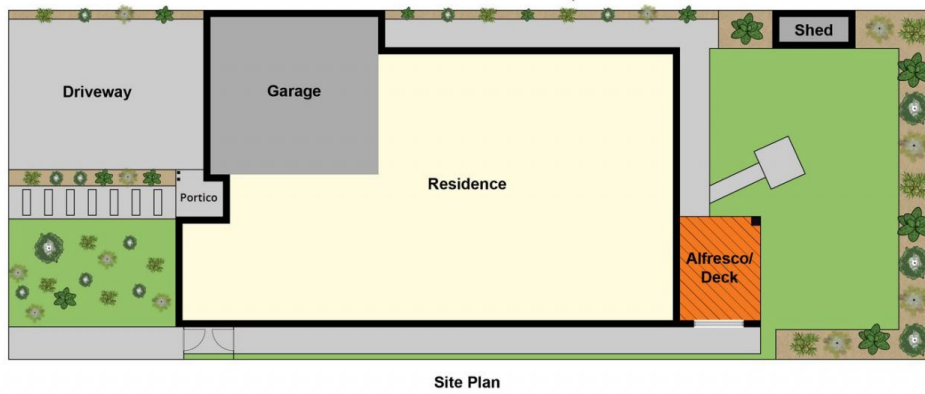 Shed
Driveway
Garage
Residence
Portico
Alfresco/
Deck
Site Plan